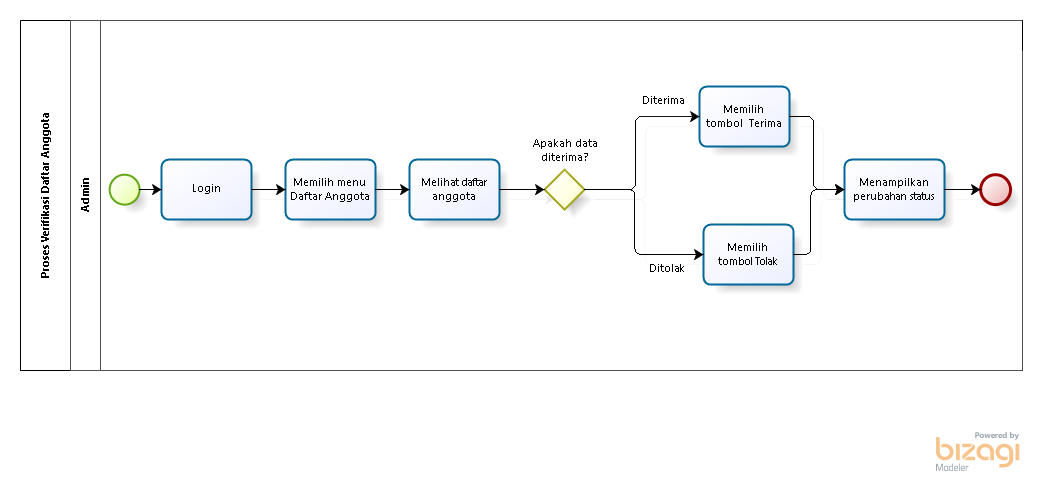 Proses Verifikasi Daftar Anggota
Admin
Login
Memilih menu
Daftar Anggota
Melihat daftar
anggota
Apakah data
diterima?
Diterima
Memilih
tombol Terima
Ditolak
Memilih
tombol Tolak
Menampilkan
perubahan status
Powered by
bizagi
Modeler